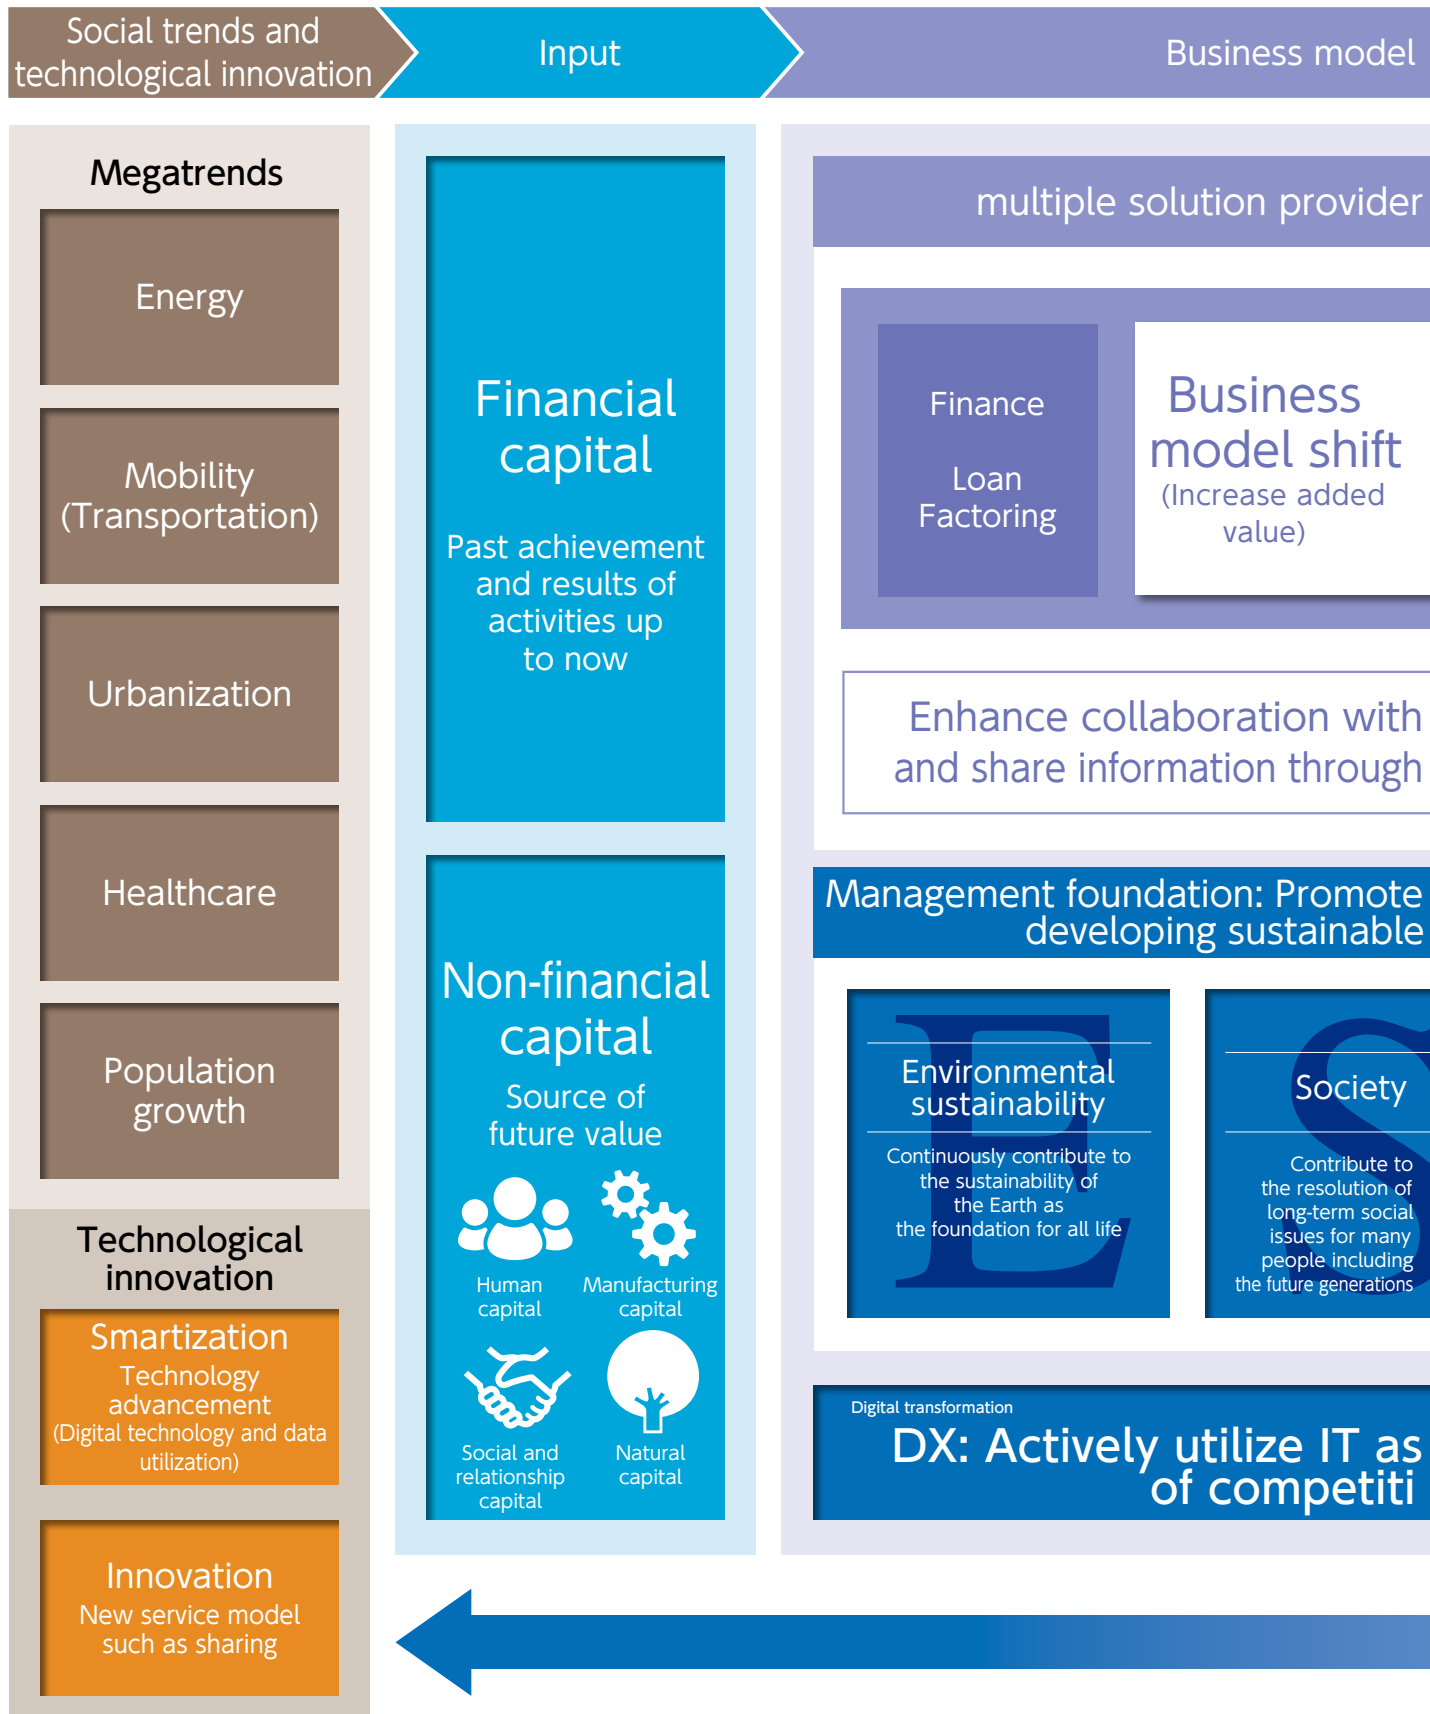 Social trends and
technological innovation
Input
Business model
Megatrends
Energy
Mobility
(Transportation)
Urbanization
Healthcare
Population
growth
Technological
innovation
Smartization
Technology
advancement
(Digital technology and data
utilization)
Innovation
New service model
such as sharing
Financial
capital
Past achievement
and results of
activities up
to now
Non-financial
capital
Source of
future value
Human
capital
Manufacturing
capital
Social and
relationship
capital
Natural
capital
multiple solution provider
Finance
Loan
Factoring
Business
model shift
(Increase added
value)
Enhance collaboration with
and share information through
Management foundation: Promote
developing sustainable
E
Environmental
sustainability
Continuously contribute to
the sustainability of
the Earth as
the foundation for all life
S
Society
Contribute to
the resolution of
long-term social
issues for many
people including
the future generations
Digital transformation
DX: Actively utilize IT as
of competiti